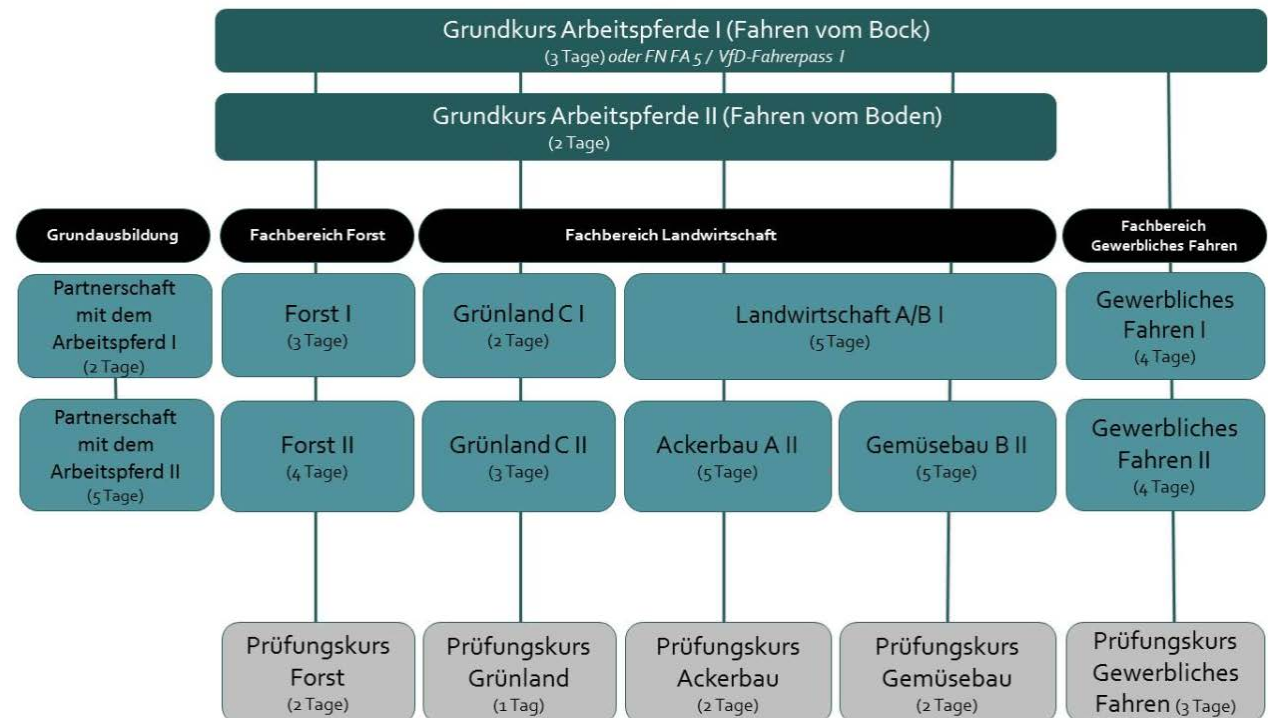 Grundkurs Arbeitspferde I (Fahren vom Bock)
(3 Tage) oder FN FA 5 / VfD-Fahrerpass I
Grundkurs Arbeitspferde II (Fahren vom Boden)
(2 Tage)
Grundausbildung
Fachbereich Forst
Fachbereich Landwirtschaft
Fachbereich
Gewerbliches Fahren
Partnerschaft
mit dem
Arbeitspferd I
(2 Tage)
Forst I
(3 Tage)
Grünland C I
(2 Tage)
Landwirtschaft A/B I
(5 Tage)
Gewerbliches
Fahren I
(4 Tage)
Partnerschaft
mit dem
Arbeitspferd II
(5 Tage)
Forst II
(4 Tage)
Grünland C II
(3 Tage)
Ackerbau A II
(5 Tage)
Gemüsebau B II
(5 Tage)
Gewerbliches
Fahren II
(4 Tage)
Prüfungskurs
Forst
(2 Tage)
Prüfungskurs
Grünland
(1 Tag)
Prüfungskurs
Ackerbau
(2 Tage)
Prüfungskurs
Gemüsebau
(2 Tage)
Prüfungskurs
Gewerbliches
Fahren (3 Tage)